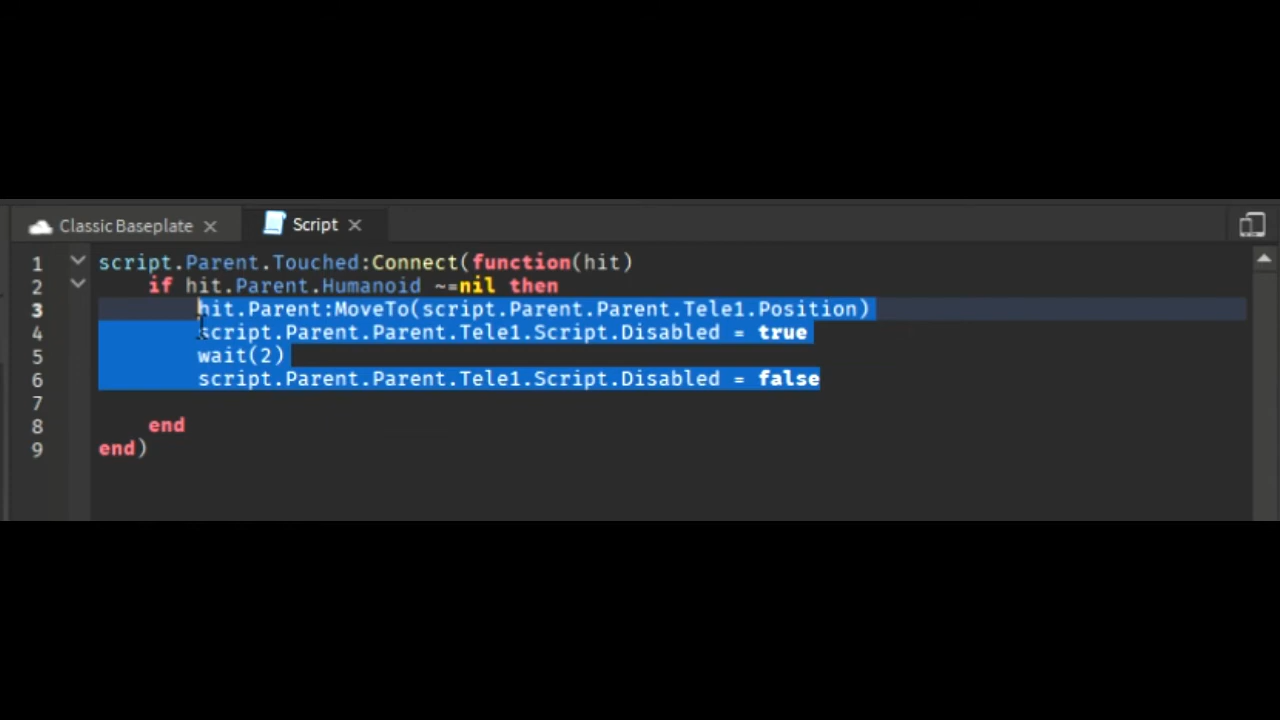 Classic Baseplate
Script
1 script.Parent.Touched:Connect(function(hit)
2 if hit.Parent.Humanoid ~=nil then
3 hit.Parent:MoveTo(script.Parent.Parent.Tele1.Position)
4 script.Parent.Parent.Tele1.Script.Disabled = true
5 wait(2)
6 script.Parent.Parent.Tele1.Script.Disabled = false
7
8 end
9 end)